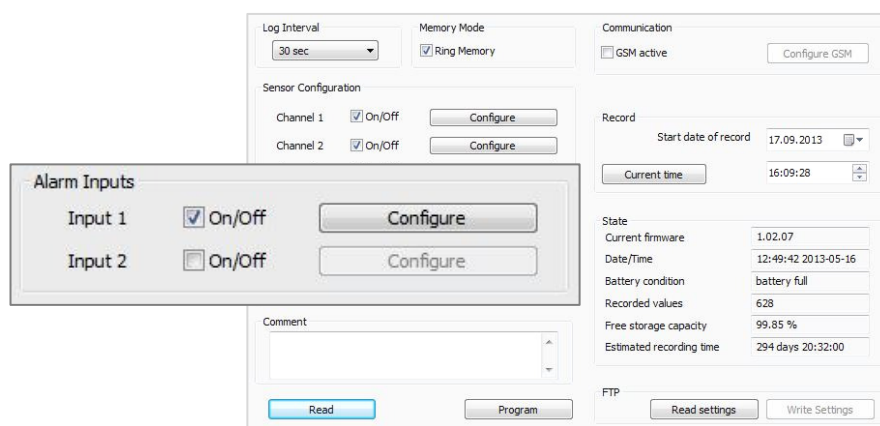 Log Interval
30 sec
Memory Mode
Ring Memory
Communication
GSM active
Configure GSM
Sensor Configuration
Channel 1 On/Off Configure
Channel 2 On/Off Configure
Record
Start date of record 17.09.2013
Current time 16:09:28
Alarm Inputs
Input 1 On/Off Configure
Input 2 On/Off Configure
State
Current firmware 1.02.07
Date/Time 12:49:42 2013-05-16
Battery condition battery full
Recorded values 628
Free storage capacity 99.85 %
Estimated recording time 294 days 20:32:00
Comment
Read
Program
FTP
Read settings
Write Settings